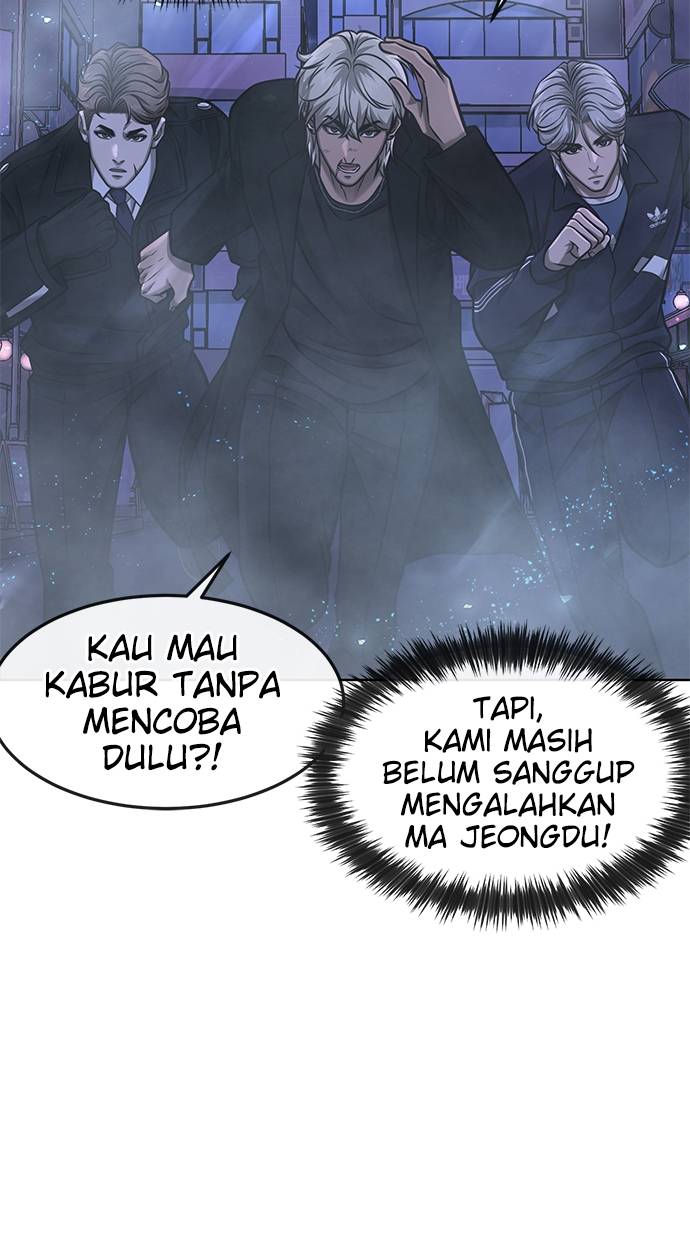 KAU MAU
KABUR TANPA
MENCOBA
DULU?!
TAPI,
KAMI MASIH
BELUM SANGGUP
MENGALAHKAN
MA JEONGDU!